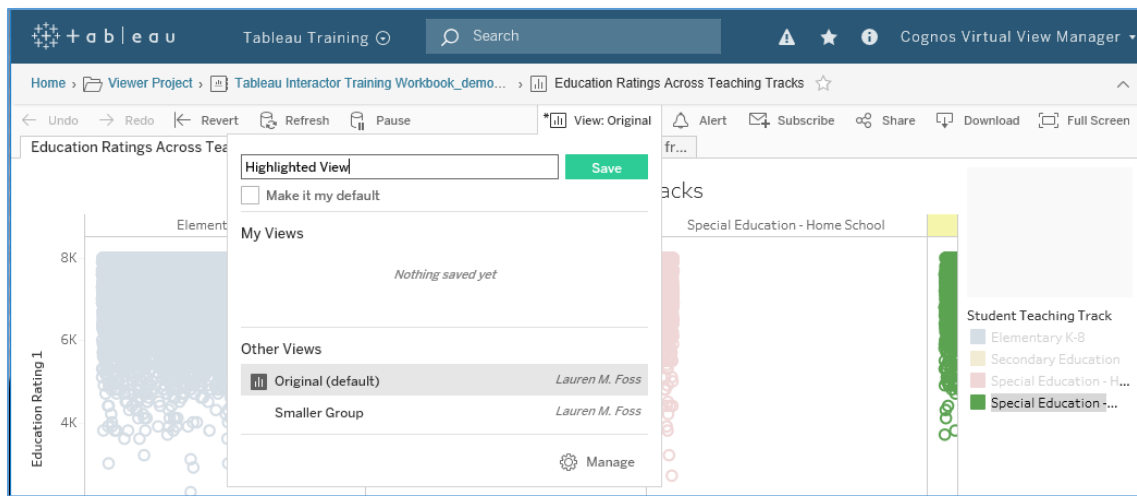 +ableau Tableau Training Search Cognos Virtual View Manager
Home › Viewer Project › Tableau Interactor Training Workbook_demo... › Education Ratings Across Teaching Tracks
Undo Redo Revert Refresh Pause *View: Original Alert Subscribe Share Download Full Screen
Education Ratings Across Tea fr...
Highlighted View Save
Make it my default
acks
Element Special Education - Home School
My Views
8K
Nothing saved yet
Student Teaching Track
Elementary K-8
Secondary Education
Special Education - H...
Special Education -...
6K
Other Views
Original (default) Lauren M. Foss
Smaller Group Lauren M. Foss
4K
Education Rating 1
Manage